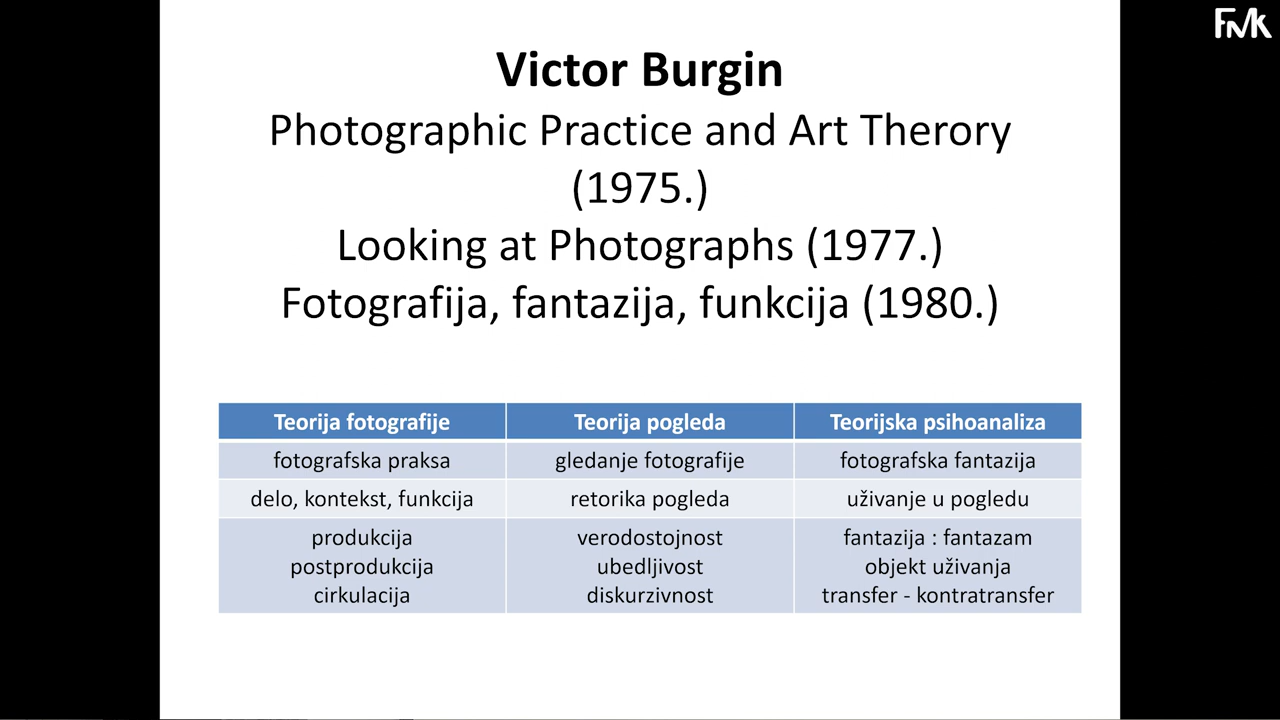 FMK
Victor Burgin
Photographic Practice and Art Therory
(1975.)
Looking at Photographs (1977.)
Fotografija, fantazija, funkcija (1980.)
Teorija fotografije Teorija pogleda Teorijska psihoanaliza
fotografska praksa gledanje fotografije fotografska fantazija
delo, kontekst, funkcija retorika pogleda uživanje u pogledu
produkcija verodostojnost fantazija : fantazam
postprodukcija ubedljivost objekt uživanja
cirkulacija diskurzivnost transfer - kontratransfer